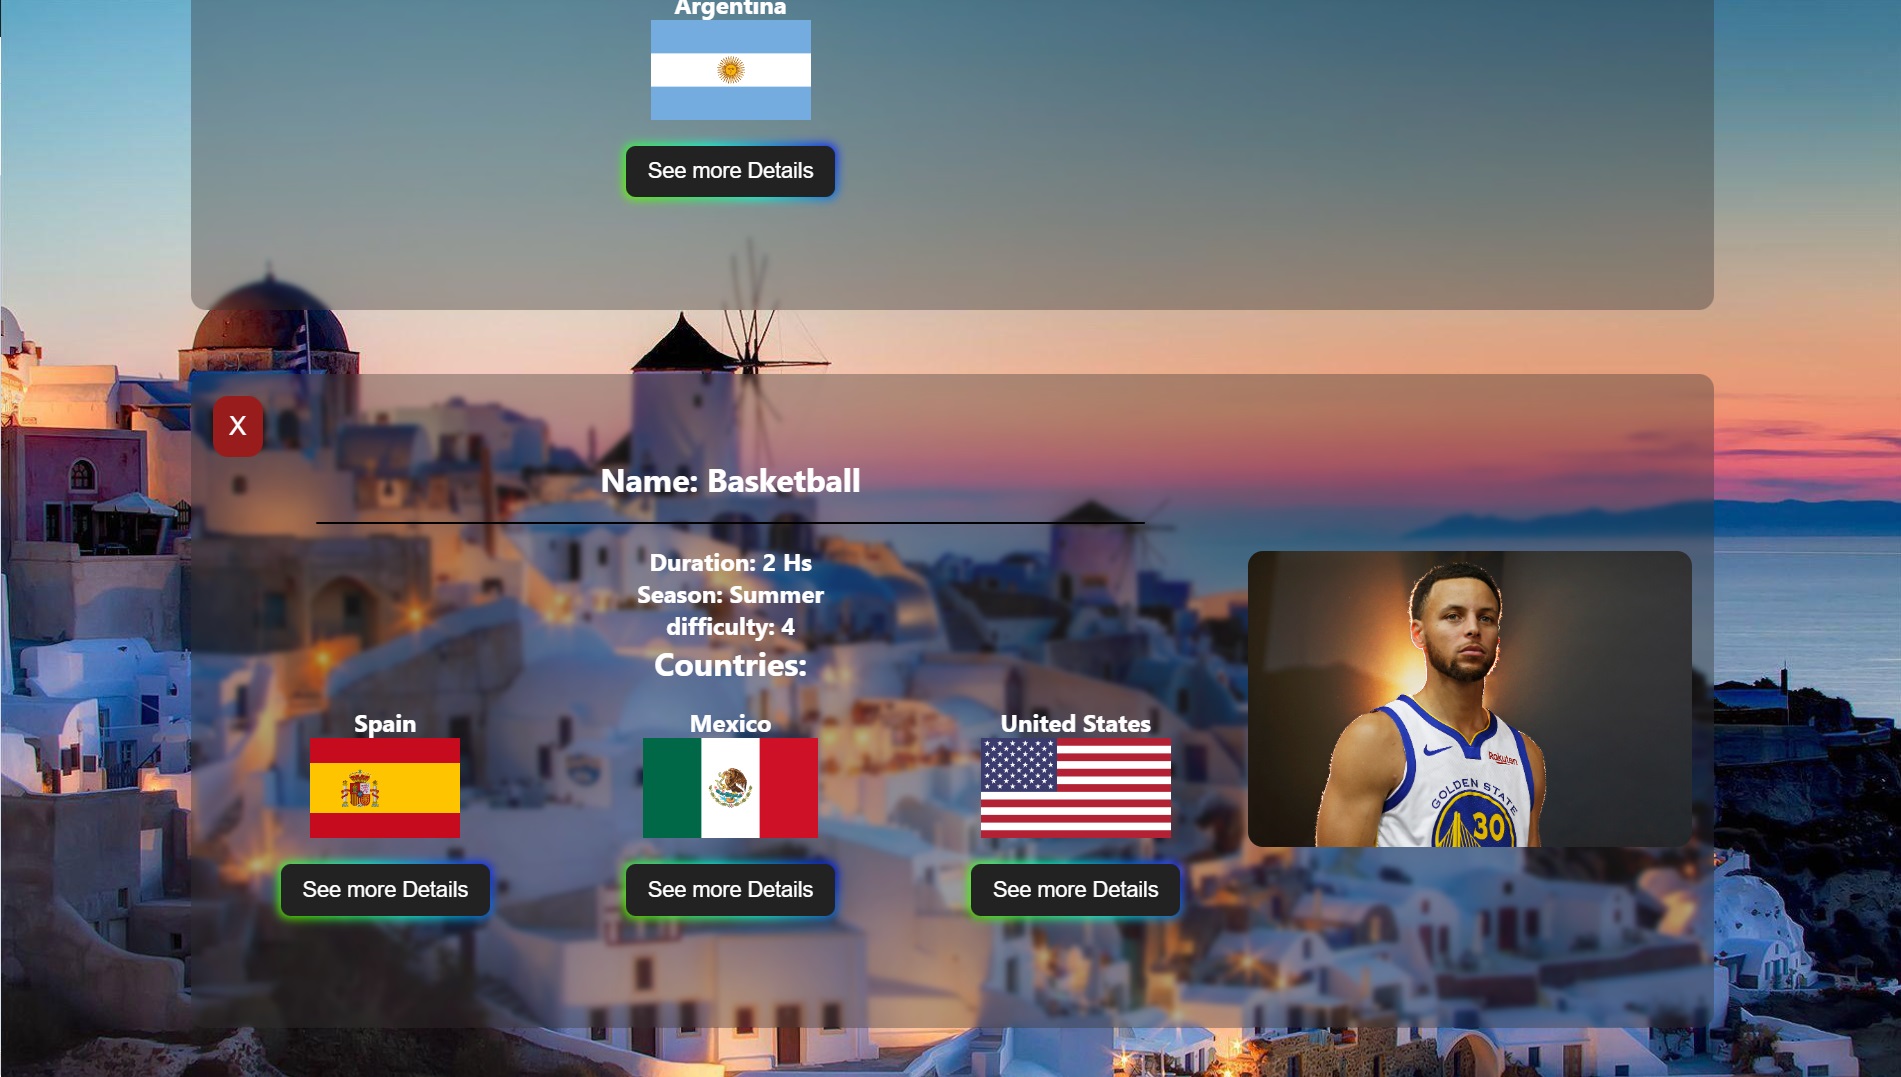 Argentina
See more Details
X
Name: Basketball
Duration: 2 Hs
Season: Summer
difficulty: 4
Countries:
Spain
Mexico
United States
Rakuten
GOLDEN STATE
30
See more Details
See more Details
See more Details